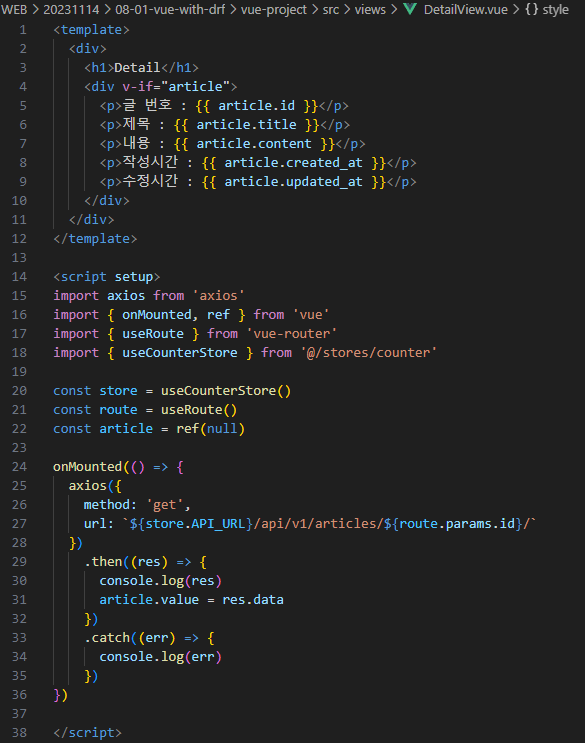 WEB > 20231114 > 08-01-vue-with-drf > vue-project > src > views > DetailView.vue > {} style
1 <template>
2   <div>
3     <h1>Detail</h1>
4     <div v-if="article">
5       <p>글 번호 : {{ article.id }}</p>
6       <p>제목 : {{ article.title }}</p>
7       <p>내용 : {{ article.content }}</p>
8       <p>작성시간 : {{ article.created_at }}</p>
9       <p>수정시간 : {{ article.updated_at }}</p>
10     </div>
11   </div>
12 </template>
13
14 <script setup>
15 import axios from 'axios'
16 import { onMounted, ref } from 'vue'
17 import { useRoute } from 'vue-router'
18 import { useCounterStore } from '@/stores/counter'
19
20 const store = useCounterStore()
21 const route = useRoute()
22 const article = ref(null)
23
24 onMounted(() => {
25   axios({
26     method: 'get',
27     url: `${store.API_URL}/api/v1/articles/${route.params.id}/`
28   })
29     .then((res) => {
30       console.log(res)
31       article.value = res.data
32     })
33     .catch((err) => {
34       console.log(err)
35     })
36 })
37
38 </script>